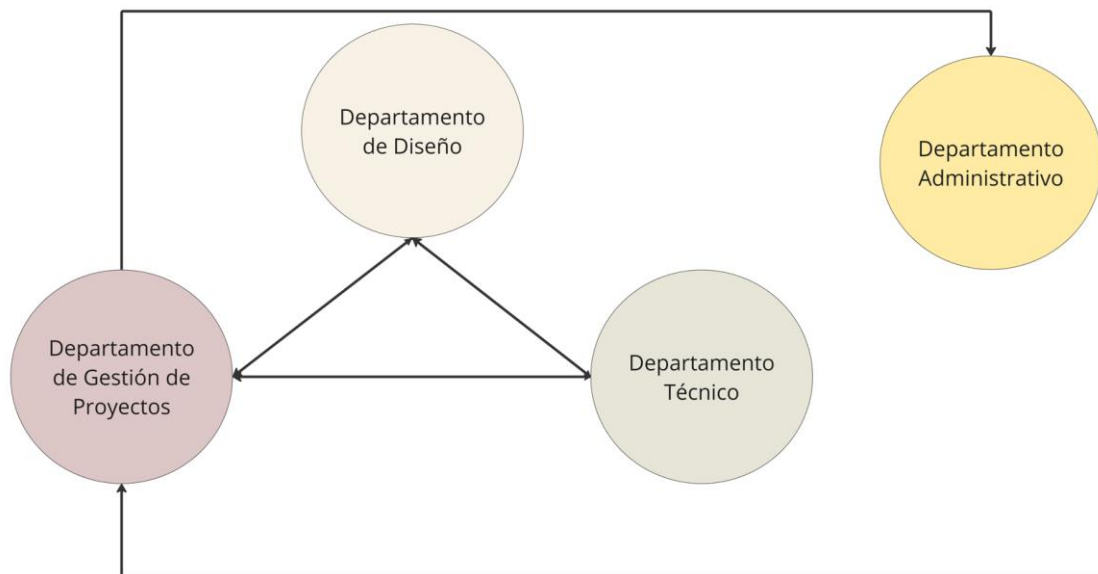 Departamento
de Diseño
Departamento
Administrativo
Departamento
de Gestión de
Proyectos
Departamento
Técnico